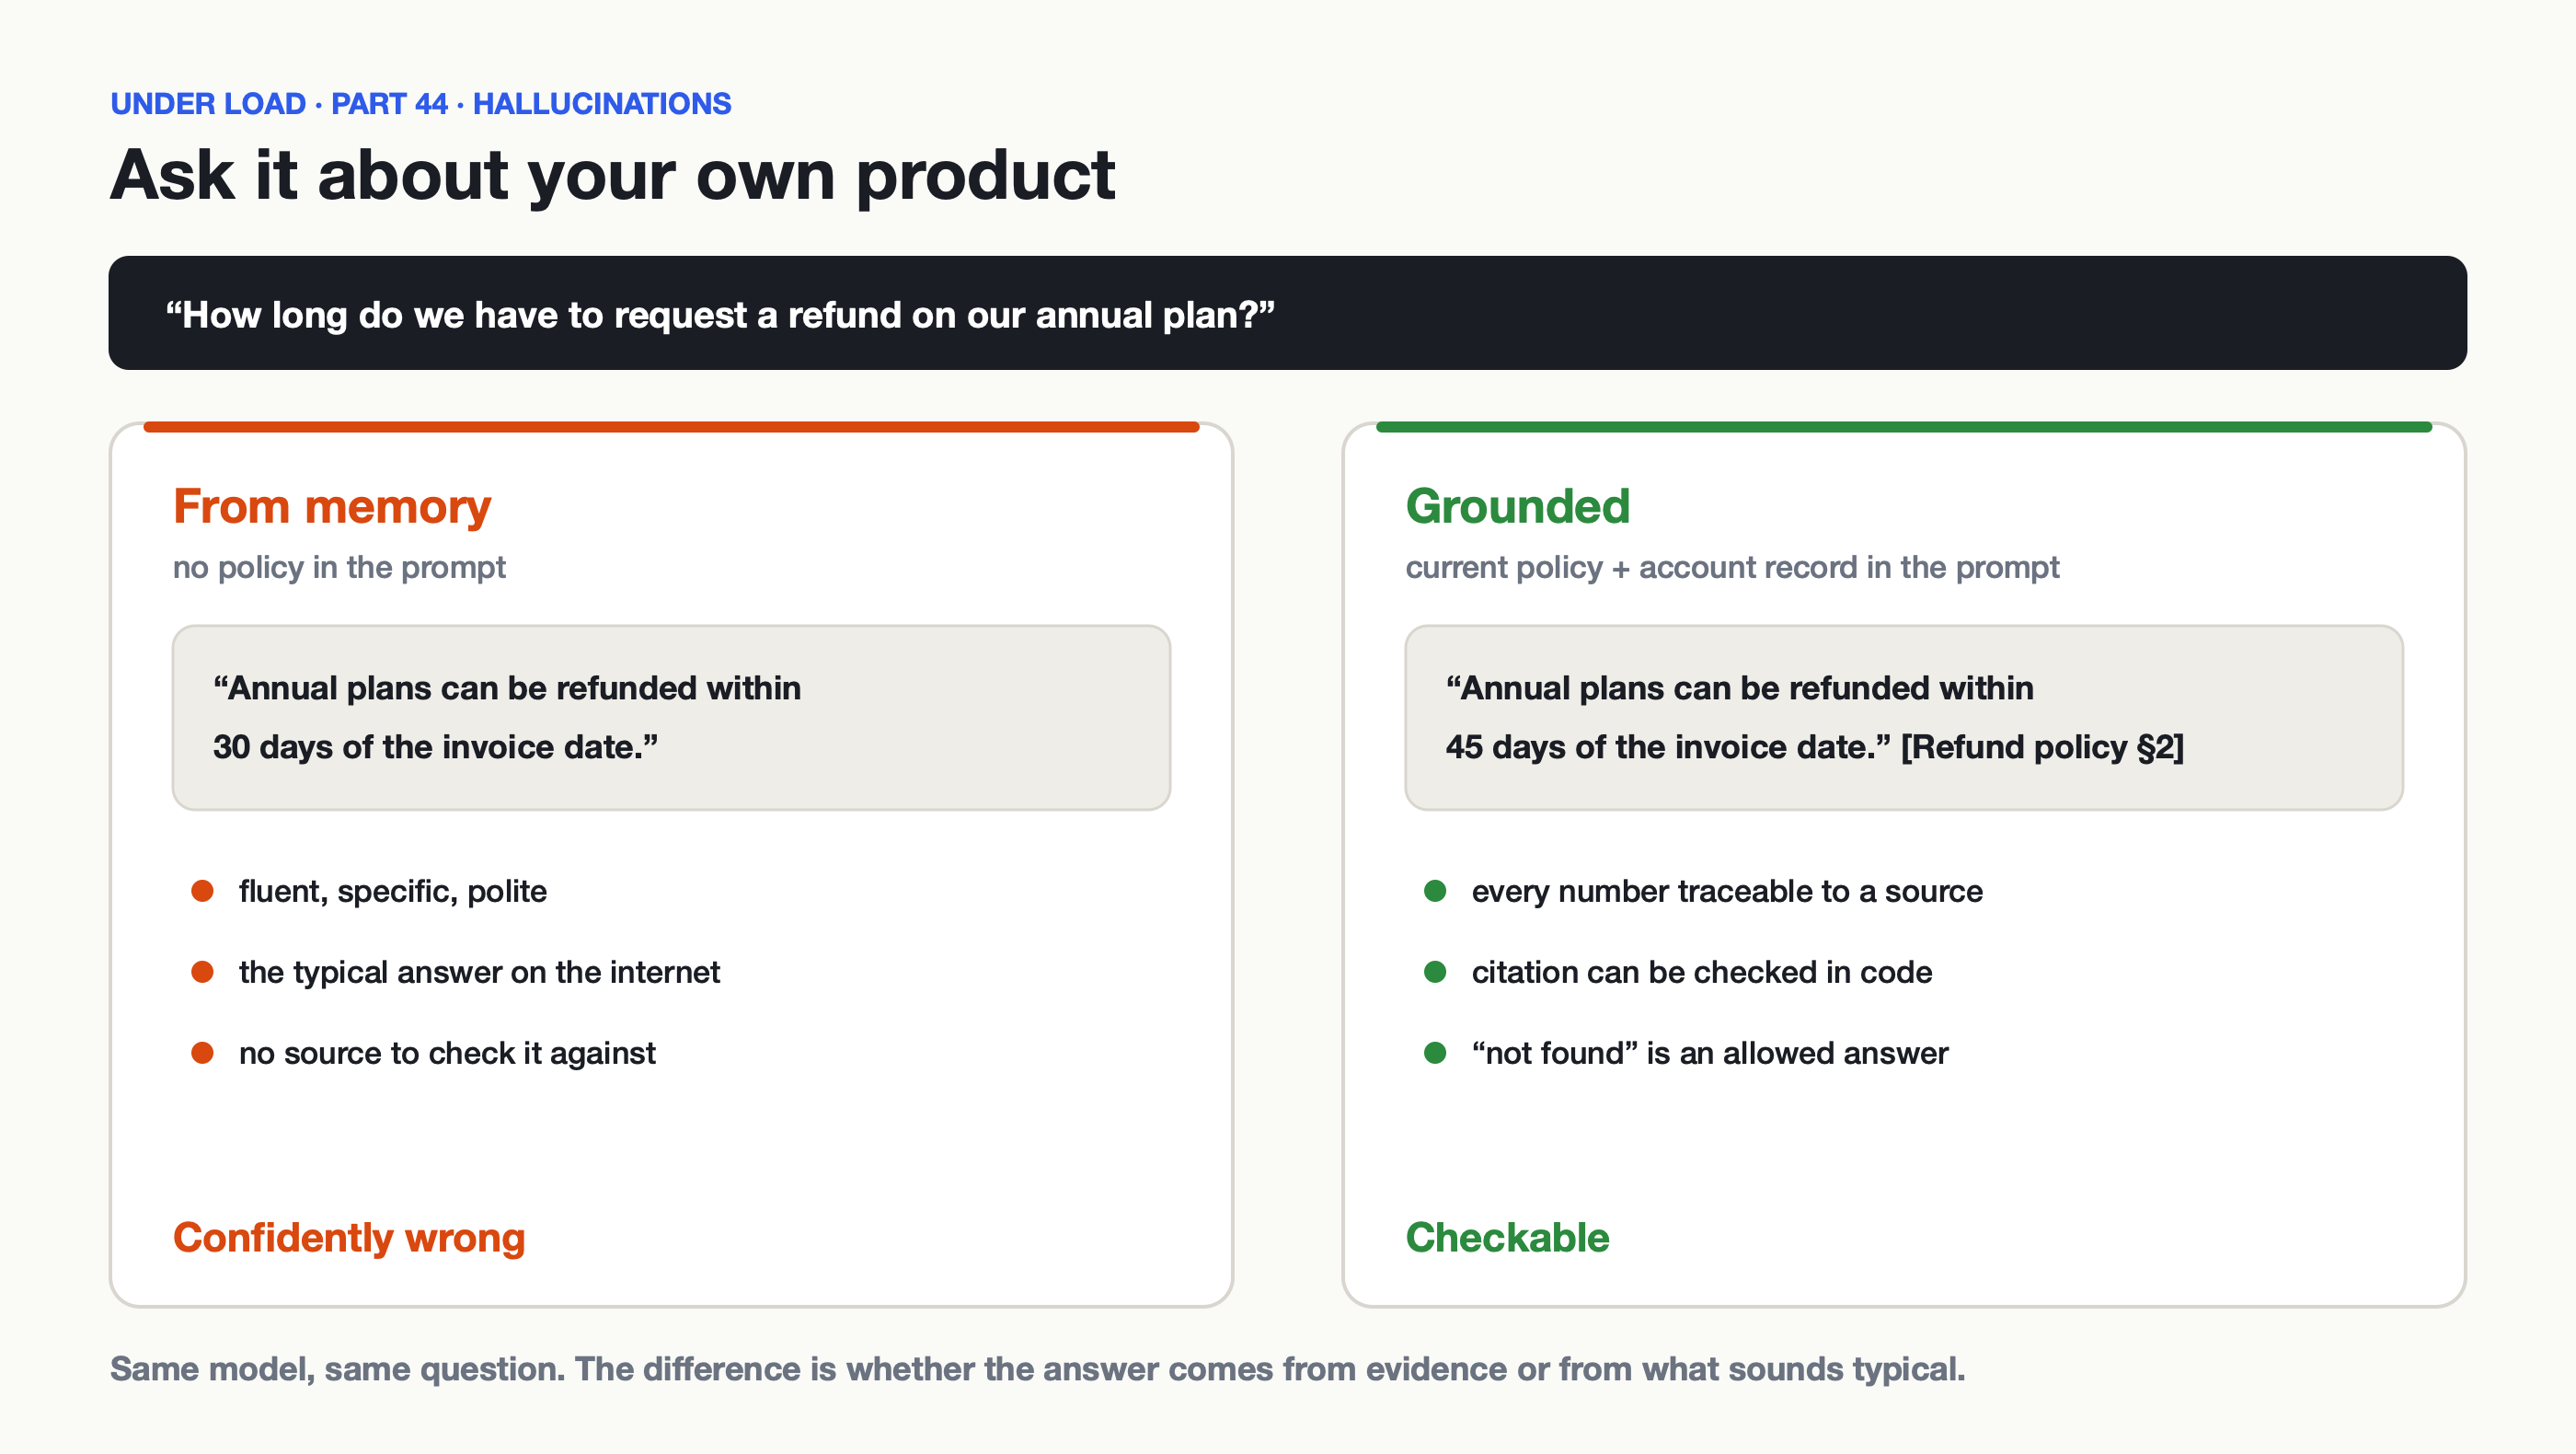 UNDER LOAD · PART 44 · HALLUCINATIONS
Ask it about your own product
“How long do we have to request a refund on our annual plan?”
From memory
no policy in the prompt
“Annual plans can be refunded within
30 days of the invoice date.”
fluent, specific, polite
the typical answer on the internet
no source to check it against
Confidently wrong
Grounded
current policy + account record in the prompt
“Annual plans can be refunded within
45 days of the invoice date.” [Refund policy §2]
every number traceable to a source
citation can be checked in code
“not found” is an allowed answer
Checkable
Same model, same question. The difference is whether the answer comes from evidence or from what sounds typical.